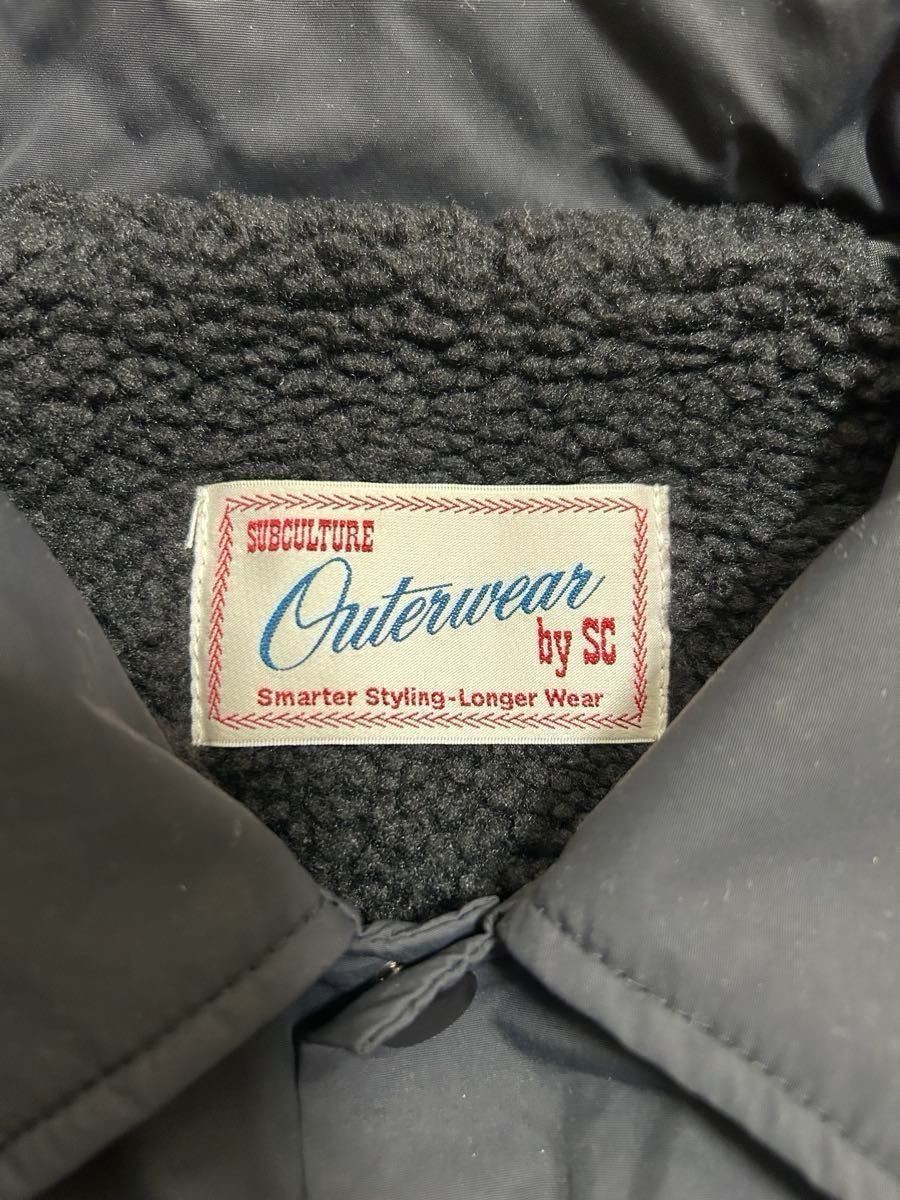 SUBCULTURE
Outerwear
by SC
Smarter Styling-Longer Wear